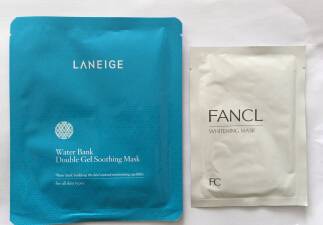 LANEIGE
Water Bank
Double Gel Soothing Mask
for all skin types
FANCL
WHITENING MASK
FC